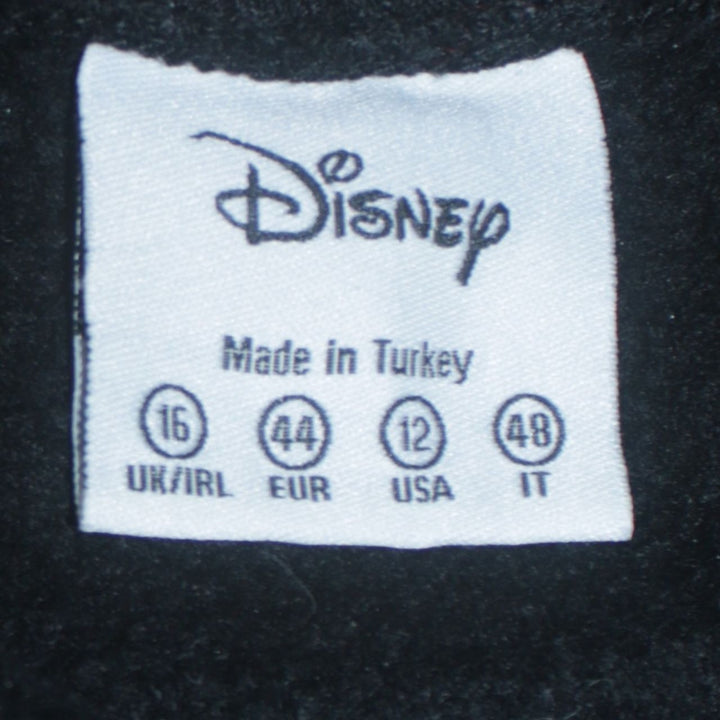 Disney
Made in Turkey
16 44 12 48
UK/IRL EUR USA IT